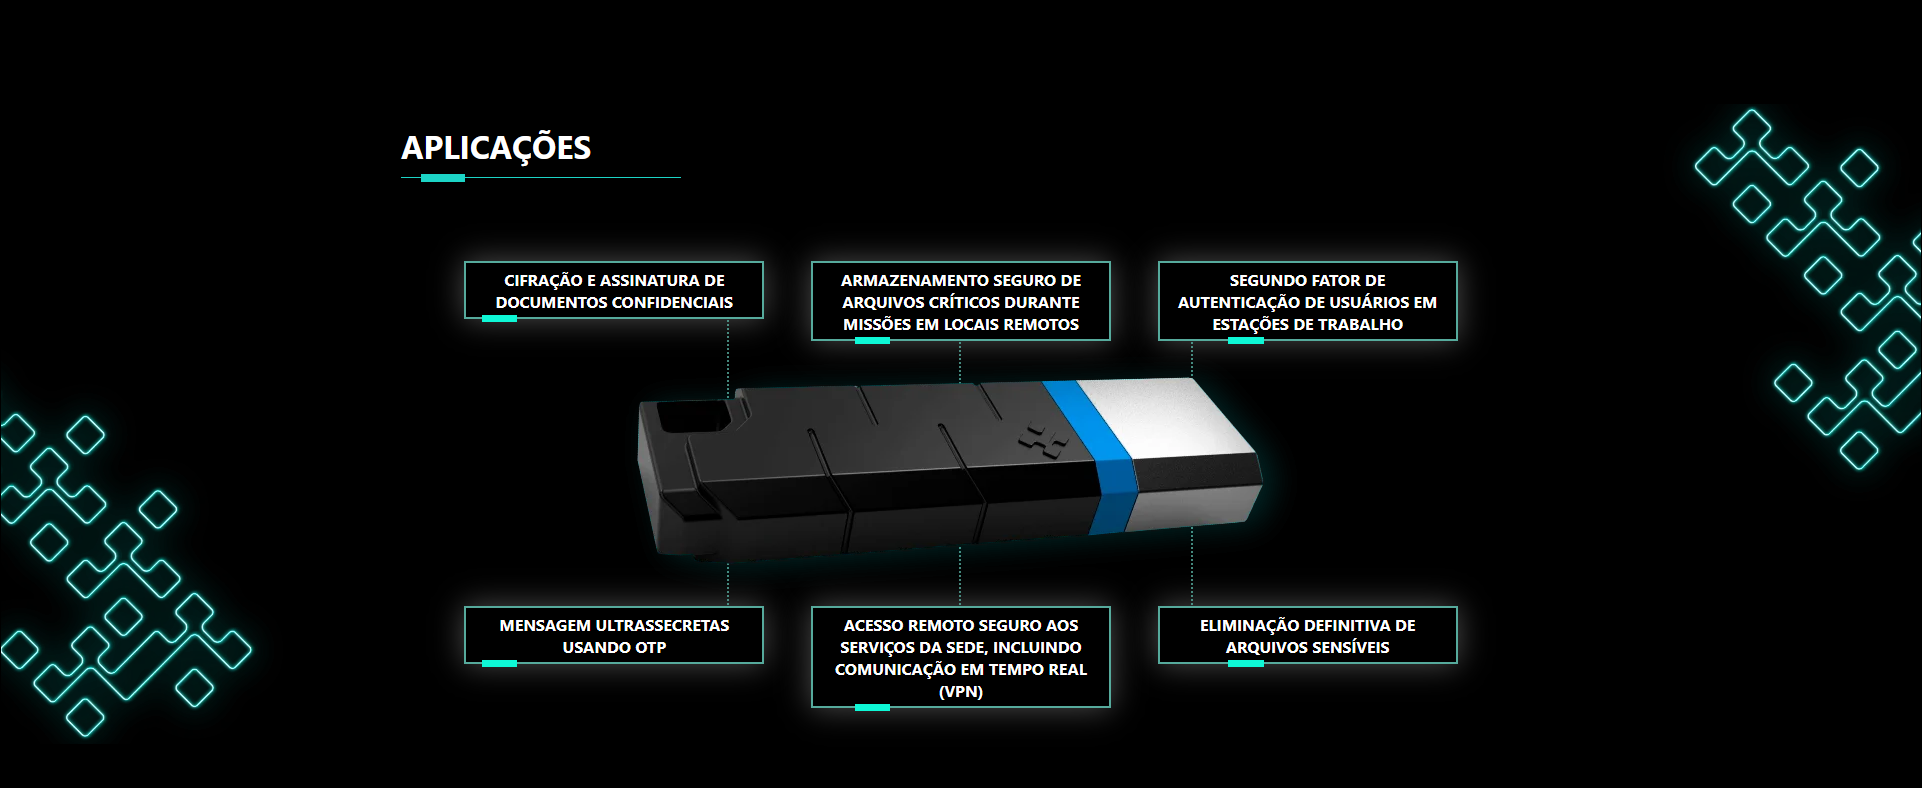 APLICAÇÕES
CIFRAÇÃO E ASSINATURA DE
DOCUMENTOS CONFIDENCIAIS
ARMAZENAMENTO SEGURO DE
ARQUIVOS CRÍTICOS DURANTE
MISSÕES EM LOCAIS REMOTOS
SEGUNDO FATOR DE
AUTENTICAÇÃO DE USUÁRIOS EM
ESTAÇÕES DE TRABALHO
MENSAGEM ULTRASSECRETAS
USANDO OTP
ACESSO REMOTO SEGURO AOS
SERVIÇOS DA SEDE, INCLUINDO
COMUNICAÇÃO EM TEMPO REAL
(VPN)
ELIMINAÇÃO DEFINITIVA DE
ARQUIVOS SENSÍVEIS